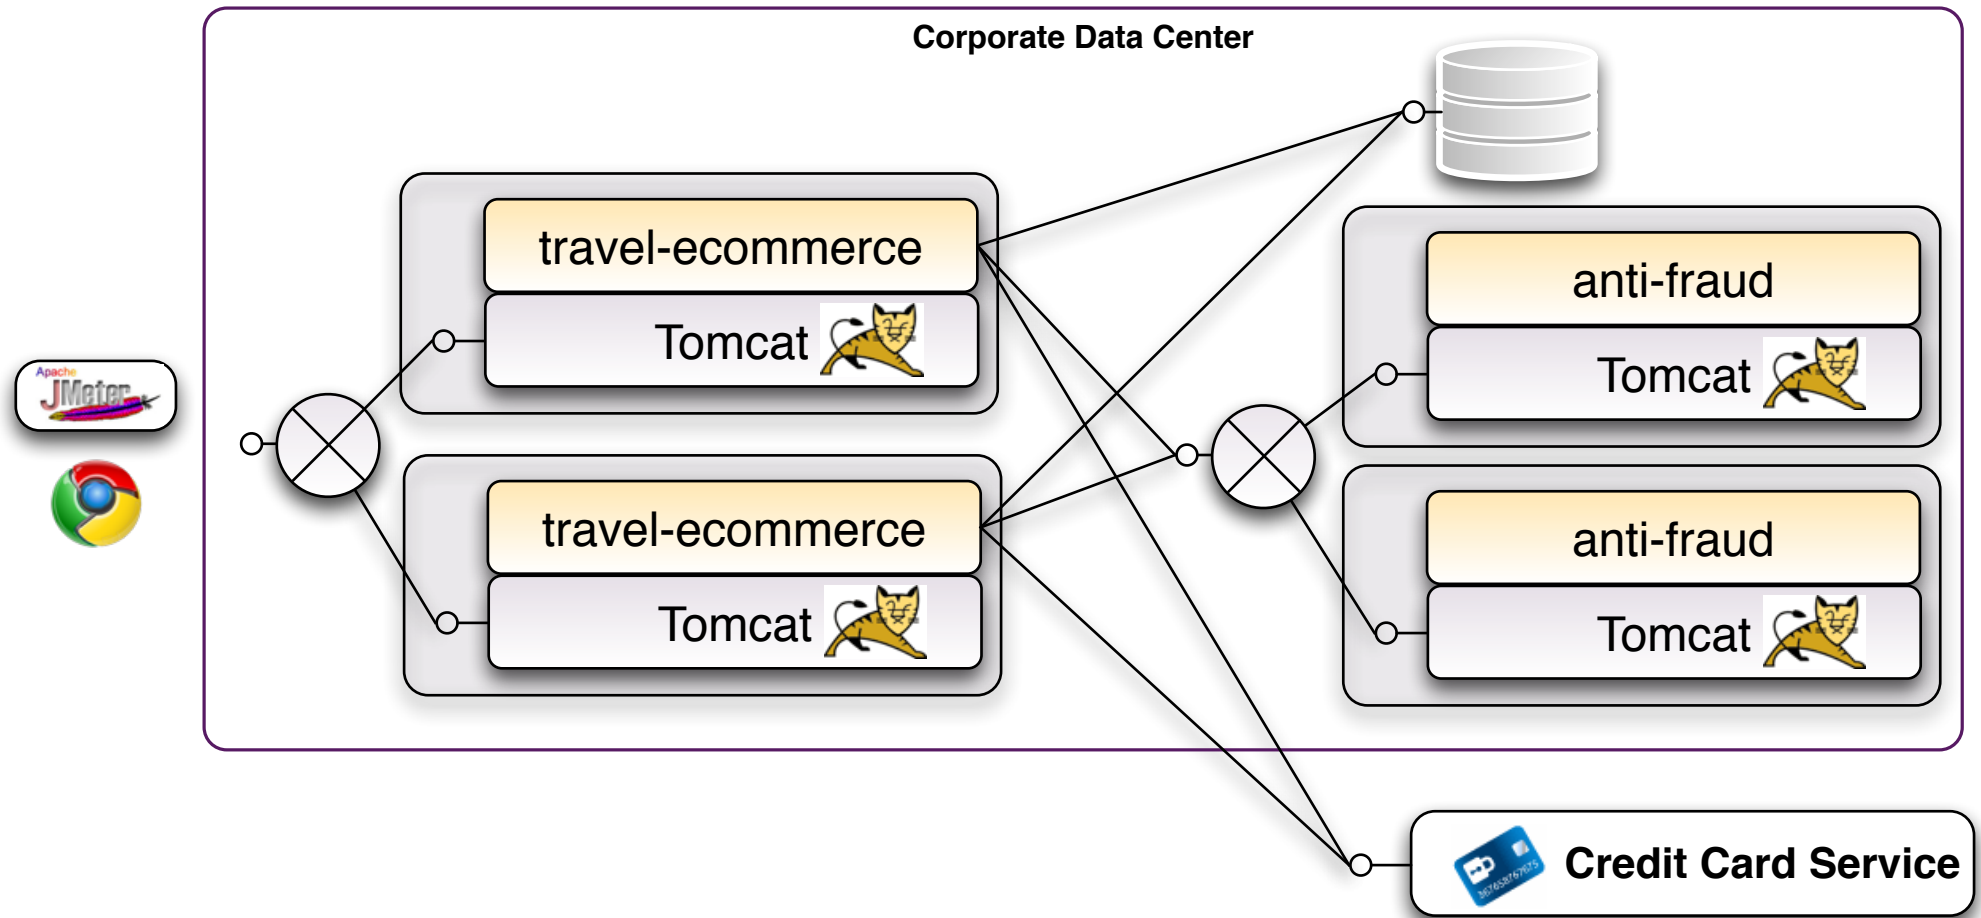 Corporate Data Center
travel-ecommerce
Tomcat
anti-fraud
Tomcat
Apache
JMeter
travel-ecommerce
Tomcat
anti-fraud
Tomcat
Credit Card Service